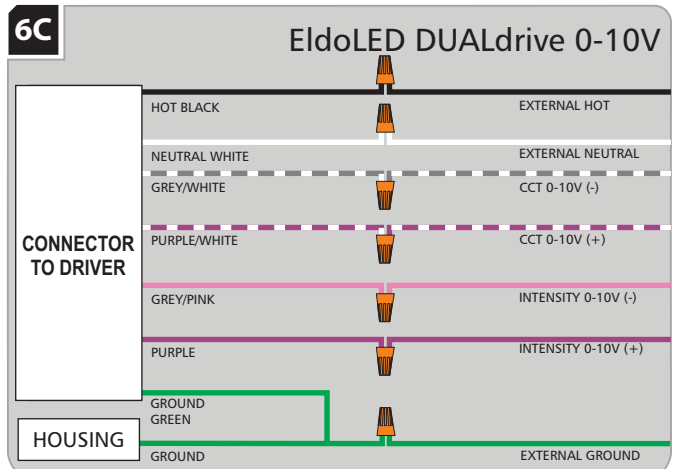 6C
EldoLED DUALdrive 0-10V
HOT BLACK
EXTERNAL HOT
NEUTRAL WHITE
EXTERNAL NEUTRAL
GREY/WHITE
CCT 0-10V (-)
PURPLE/WHITE
CCT 0-10V (+)
CONNECTOR
TO DRIVER
GREY/PINK
INTENSITY 0-10V (-)
PURPLE
INTENSITY 0-10V (+)
GROUND
GREEN
HOUSING
GROUND
EXTERNAL GROUND